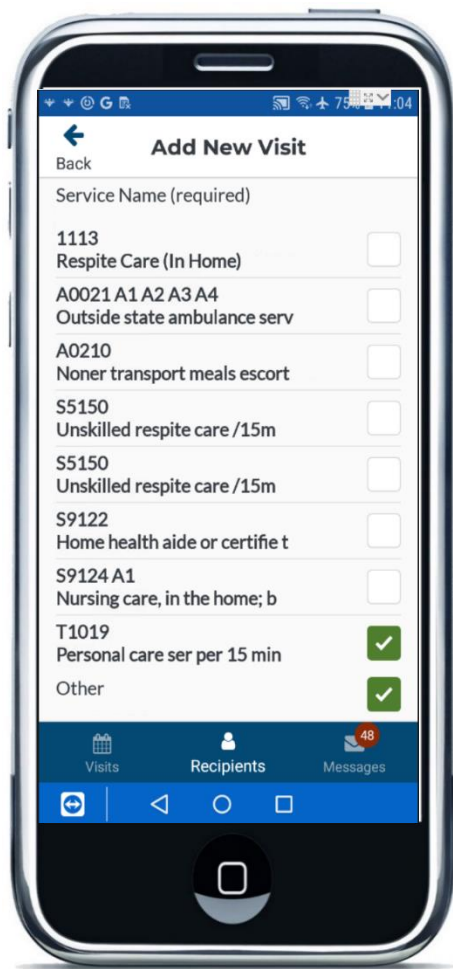 Back
Add New Visit
Service Name (required)
1113
Respite Care (In Home)
A0021 A1 A2 A3 A4
Outside state ambulance serv
A0210
Noner transport meals escort
S5150
Unskilled respite care /15m
S5150
Unskilled respite care /15m
S9122
Home health aide or certifie t
S9124 A1
Nursing care, in the home; b
T1019
Personal care ser per 15 min
Other
Visits
Recipients
48
Messages